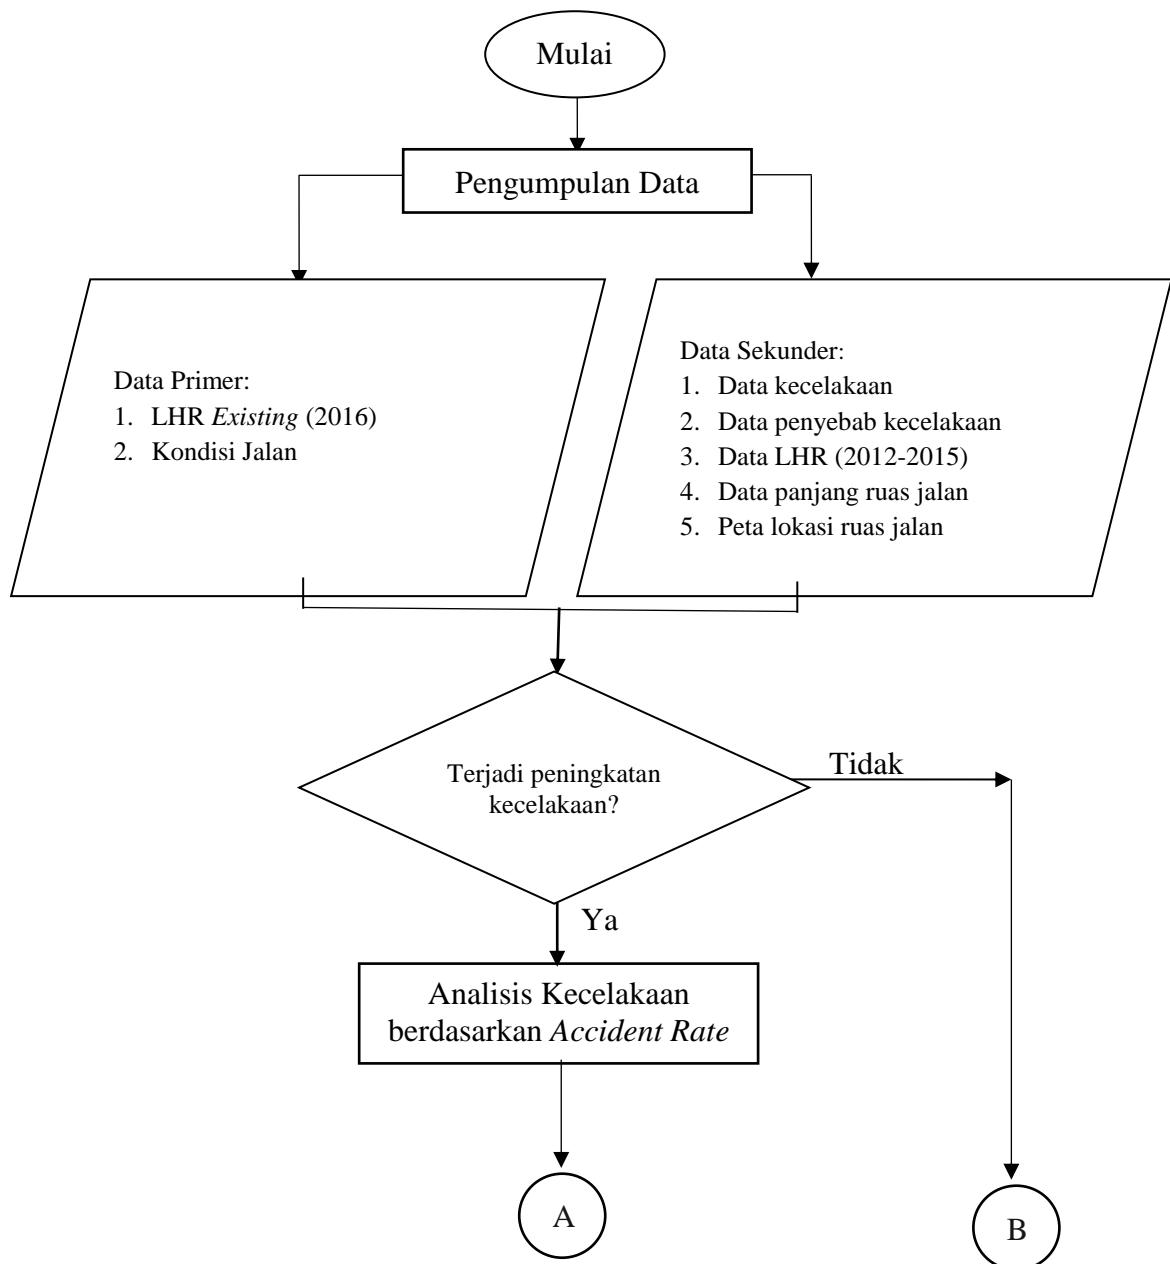 Mulai
Pengumpulan Data
Data Primer:
1. LHR Existing (2016)
2. Kondisi Jalan
Data Sekunder:
1. Data kecelakaan
2. Data penyebab kecelakaan
3. Data LHR (2012-2015)
4. Data panjang ruas jalan
5. Peta lokasi ruas jalan
Terjadi peningkatan
kecelakaan?
Tidak
Ya
Analisis Kecelakaan
berdasarkan Accident Rate
A
B